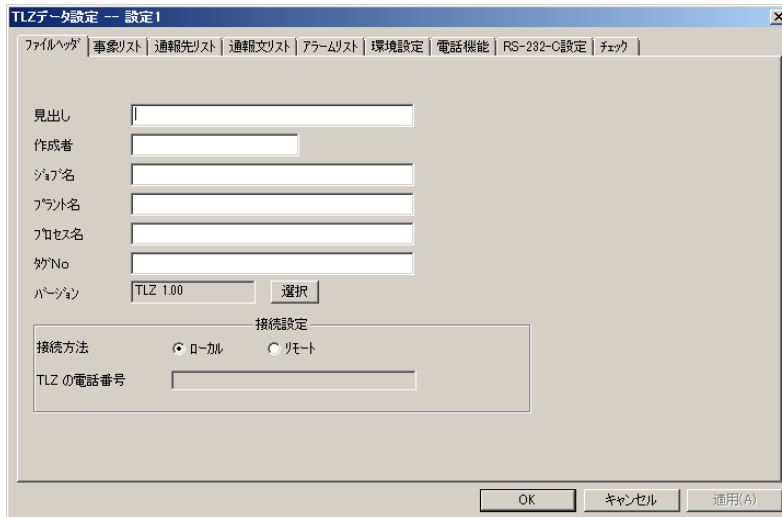 TLZデータ設定 -- 設定1
ﾌｧｲﾙﾍｯﾀﾞ 事象リスト 通報先リスト 通報文リスト ｱﾗｰﾑﾘｽﾄ 環境設定 電話機能 RS-232-C設定 ﾁｪｯｸ
見出し
作成者
ｼﾞｮﾌﾞ名
ﾌﾟﾗﾝﾄ名
ﾌﾟﾛｾｽ名
ﾀｸﾞNo
ﾊﾞｰｼﾞｮﾝ TLZ 1.00 選択
接続設定
接続方法 ﾛｰｶﾙ ﾘﾓｰﾄ
TLZ の電話番号
OK キャンセル 適用(A)